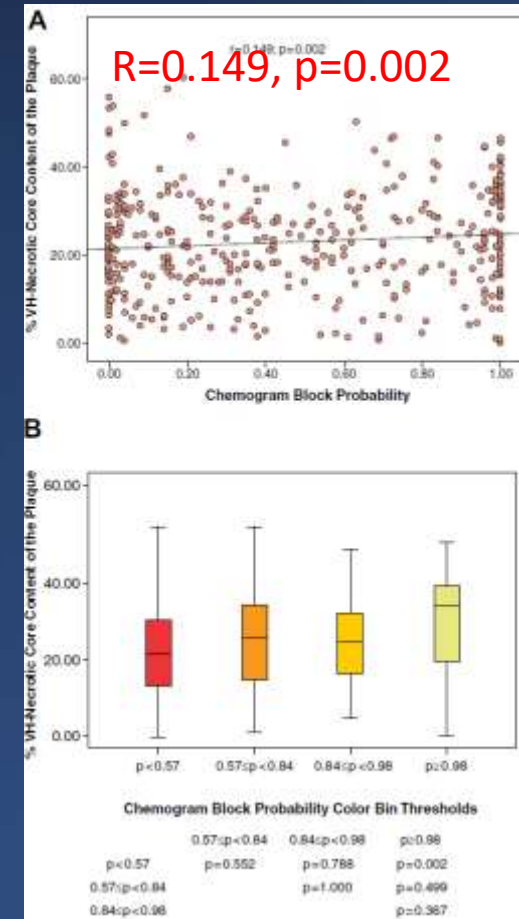 A
r=0.149; p=0.002
R=0.149, p=0.002
% VH-Necrotic Core Content of the Plaque
60.00
40.00
20.00
0.00
0.00 0.20 0.40 0.60 0.80 1.00
Chemogram Block Probability
B
% VH-Necrotic Core Content of the Plaque
60.00
40.00
20.00
0.00
p<0.57 0.57≤p<0.84 0.84≤p<0.98 p≥0.98
Chemogram Block Probability Color Bin Thresholds
0.57≤p<0.84 0.84≤p<0.98 p≥0.98
p<0.57 p=0.552 p=0.788 p=0.002
0.57≤p<0.84 p=1.000 p=0.499
0.84≤p<0.98 p=0.367